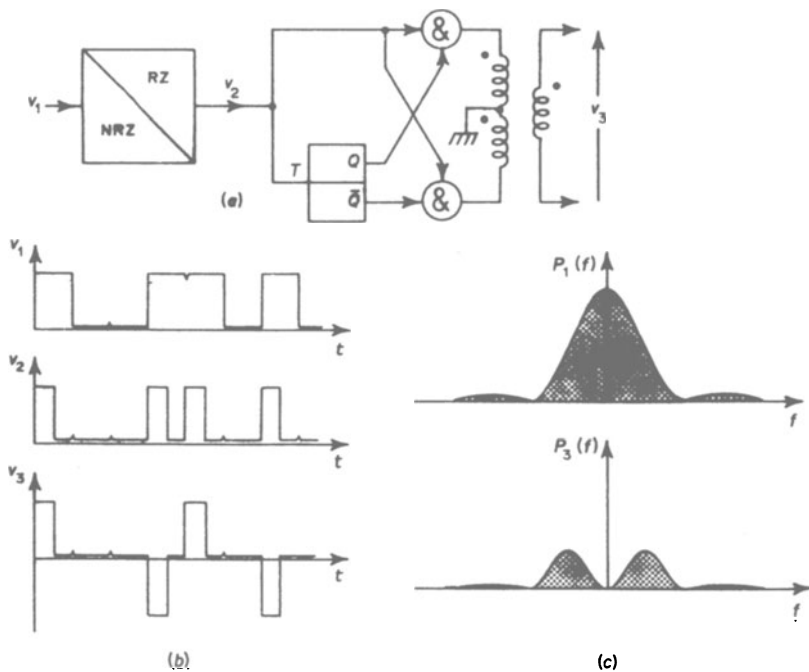 v₁
RZ
NRZ
v₂
T
Q
Q̄
&
&
v₃
(a)
v₁
t
v₂
t
v₃
t
(b)
P₁(f)
f
P₃(f)
f
(c)